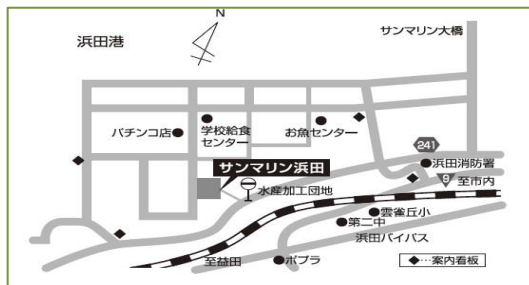 N
浜田港
サンマリン大橋
パチンコ店
学校給食
センター
お魚センター
241
浜田消防署
サンマリン浜田
水産加工団地
9
至市内
雲雀丘小
第二中
浜田バイパス
至益田
ポプラ
◆…案内看板